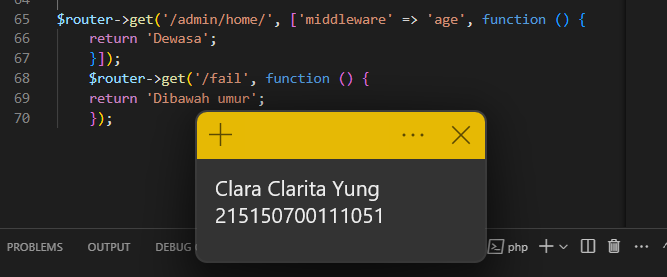 64
65 $router->get('/admin/home/', ['middleware' => 'age', function () {
66 return 'Dewasa';
67 }]);
68 $router->get('/fail', function () {
69 return 'Dibawah umur';
70 });
Clara Clarita Yung
215150700111051
PROBLEMS OUTPUT DEBUG php